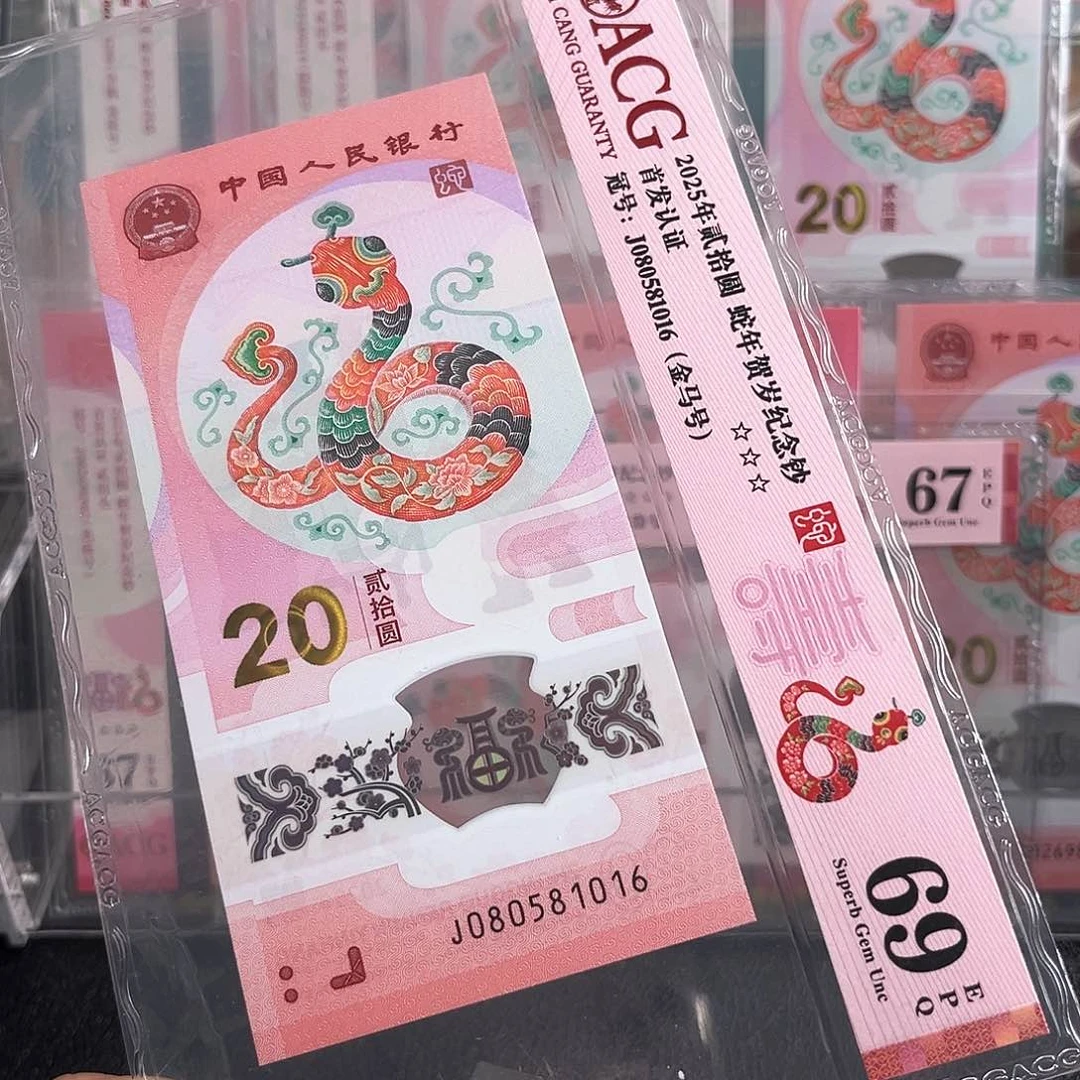 中国人民银行
蛇
20
贰拾圆
福
J080581016
ACG
CANG GUARANTY
2025年贰拾圆 蛇年贺岁纪念钞
首发认证
冠号：J080581016（金马号）
☆☆☆
蛇
69
EPQ
Superb Gem Unc
20
贰拾圆
中国人
67
EPQ
Superb Gem Unc
20